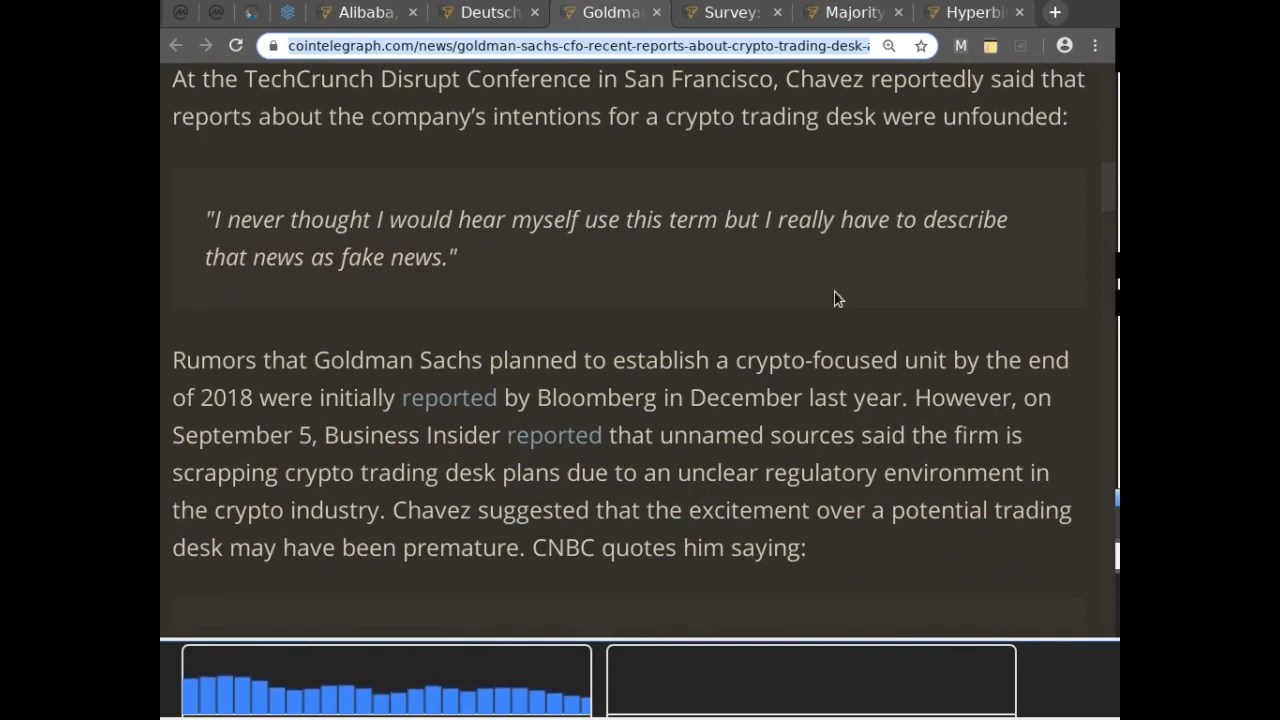 Alibaba,
Deutsch
Goldma
Survey:
Majority
Hyperbi
cointelegraph.com/news/goldman-sachs-cfo-recent-reports-about-crypto-trading-desk-a
M
At the TechCrunch Disrupt Conference in San Francisco, Chavez reportedly said that
reports about the company’s intentions for a crypto trading desk were unfounded:
"I never thought I would hear myself use this term but I really have to describe
that news as fake news."
Rumors that Goldman Sachs planned to establish a crypto-focused unit by the end
of 2018 were initially reported by Bloomberg in December last year. However, on
September 5, Business Insider reported that unnamed sources said the firm is
scrapping crypto trading desk plans due to an unclear regulatory environment in
the crypto industry. Chavez suggested that the excitement over a potential trading
desk may have been premature. CNBC quotes him saying: